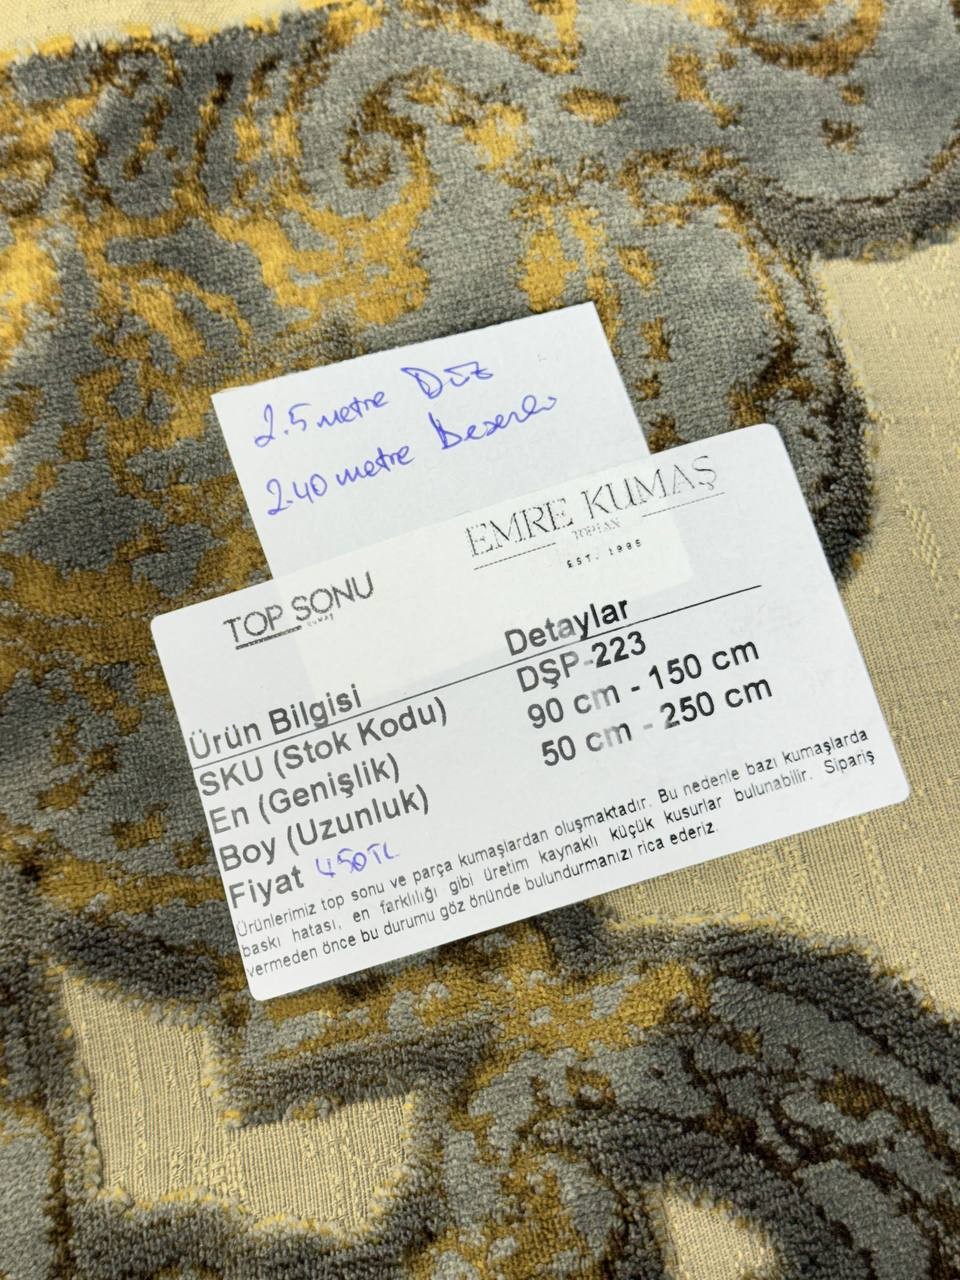 2.5 metre Düz
2.40 metre Desenli
EMRE KUMAŞ
TOPTAN
EST. 1995
TOP SONU
KUMAŞ
Ürün Bilgisi Detaylar
SKU (Stok Kodu) DŞP-223
En (Genişlik) 90 cm - 150 cm
Boy (Uzunluk) 50 cm - 250 cm
Fiyat 450TL
Ürünlerimiz top sonu ve parça kumaşlardan oluşmaktadır. Bu nedenle bazı kumaşlarda
baskı hatası, en farklılığı gibi üretim kaynaklı küçük kusurlar bulunabilir. Sipariş
vermeden önce bu durumu göz önünde bulundurmanızı rica ederiz.